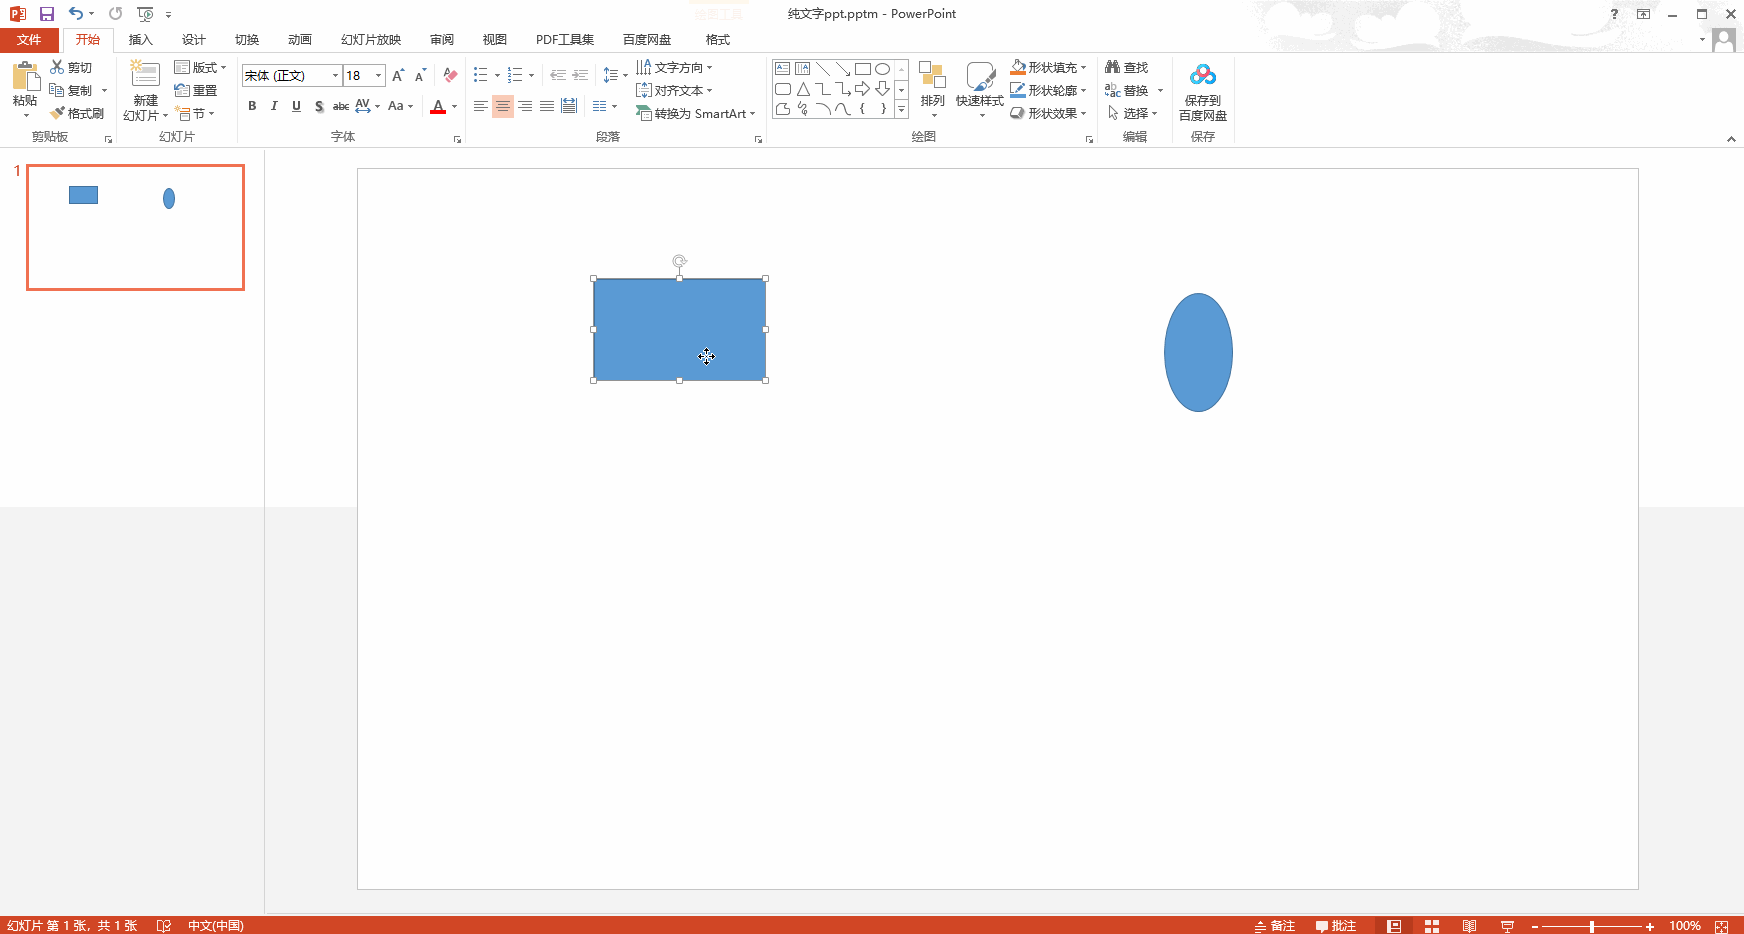 纯文字ppt.pptm - PowerPoint
?
文件 开始 插入 设计 切换 动画 幻灯片放映 审阅 视图 PDF工具集 百度网盘 格式
粘贴
剪切
复制
格式刷
剪贴板
新建
幻灯片
版式
重置
节
幻灯片
宋体 (正文) 18
B I U S abc AV Aa A
字体
文字方向
对齐文本
转换为 SmartArt
段落
排列
快速样式
形状填充
形状轮廓
形状效果
绘图
查找
替换
选择
编辑
保存到
百度网盘
保存
1
幻灯片 第 1 张，共 1 张 中文(中国) 备注 批注 100%